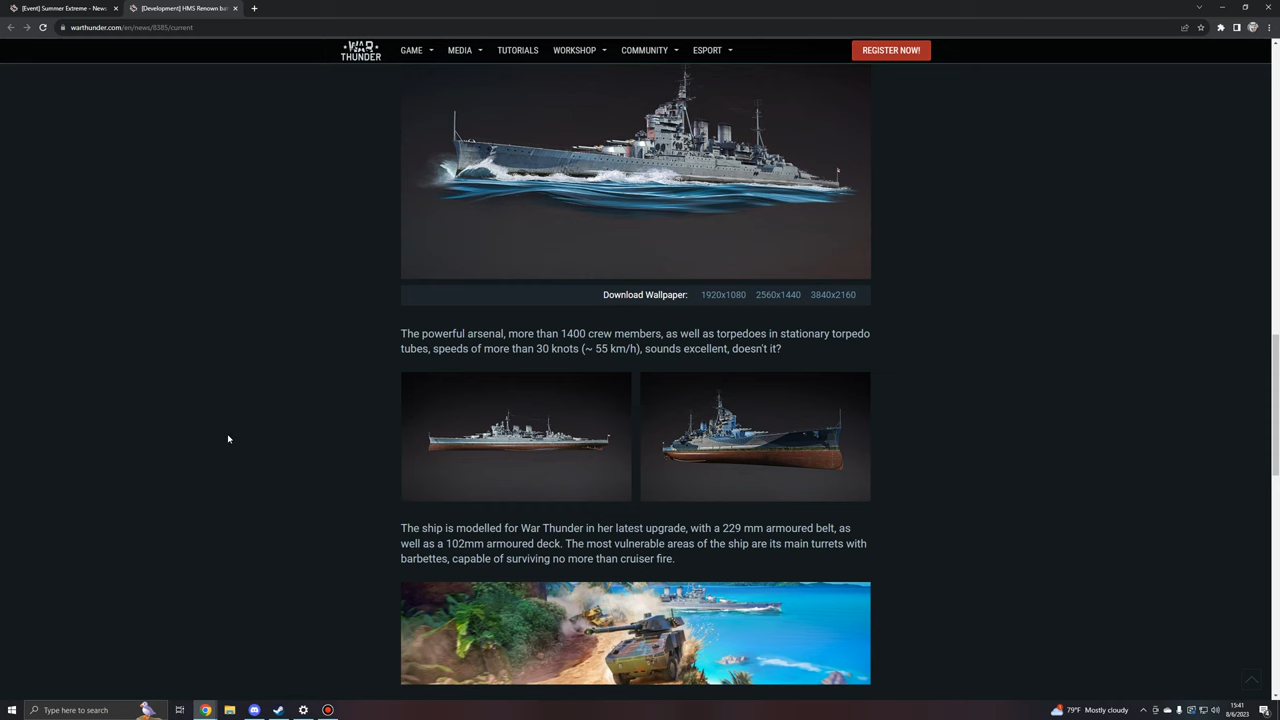 [Event] Summer Extreme - News
[Development] HMS Renown bat
warthunder.com/en/news/8385/current
WAR THUNDER
GAME
MEDIA
TUTORIALS
WORKSHOP
COMMUNITY
ESPORT
REGISTER NOW!
Download Wallpaper: 1920x1080 2560x1440 3840x2160
The powerful arsenal, more than 1400 crew members, as well as torpedoes in stationary torpedo
tubes, speeds of more than 30 knots (~ 55 km/h), sounds excellent, doesn't it?
The ship is modelled for War Thunder in her latest upgrade, with a 229 mm armoured belt, as
well as a 102mm armoured deck. The most vulnerable areas of the ship are its main turrets with
barbettes, capable of surviving no more than cruiser fire.
Type here to search
79°F Mostly cloudy
15:41
8/6/2023